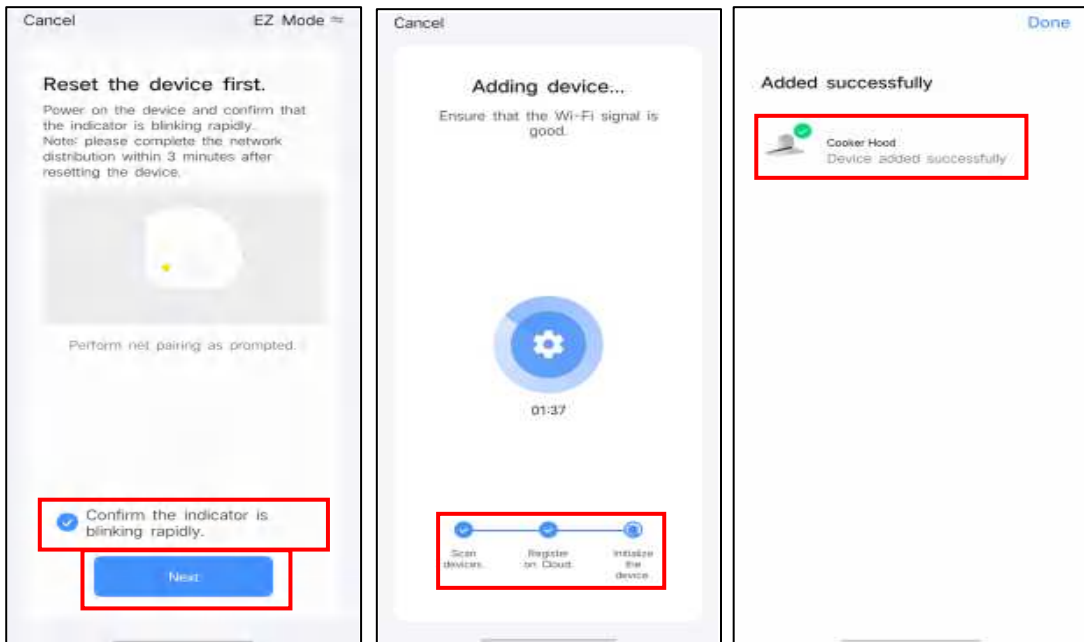 Cancel
EZ Mode ⇌
Reset the device first.
Power on the device and confirm that
the indicator is blinking rapidly.
Note: please complete the network
distribution within 3 minutes after
resetting the device.
Perform net pairing as prompted.
Confirm the indicator is
blinking rapidly.
Next
Cancel
Adding device...
Ensure that the Wi-Fi signal is
good.
01:37
Scan
devices.
Register
on Cloud.
Initialize
the
device.
Done
Added successfully
Cooker Hood
Device added successfully